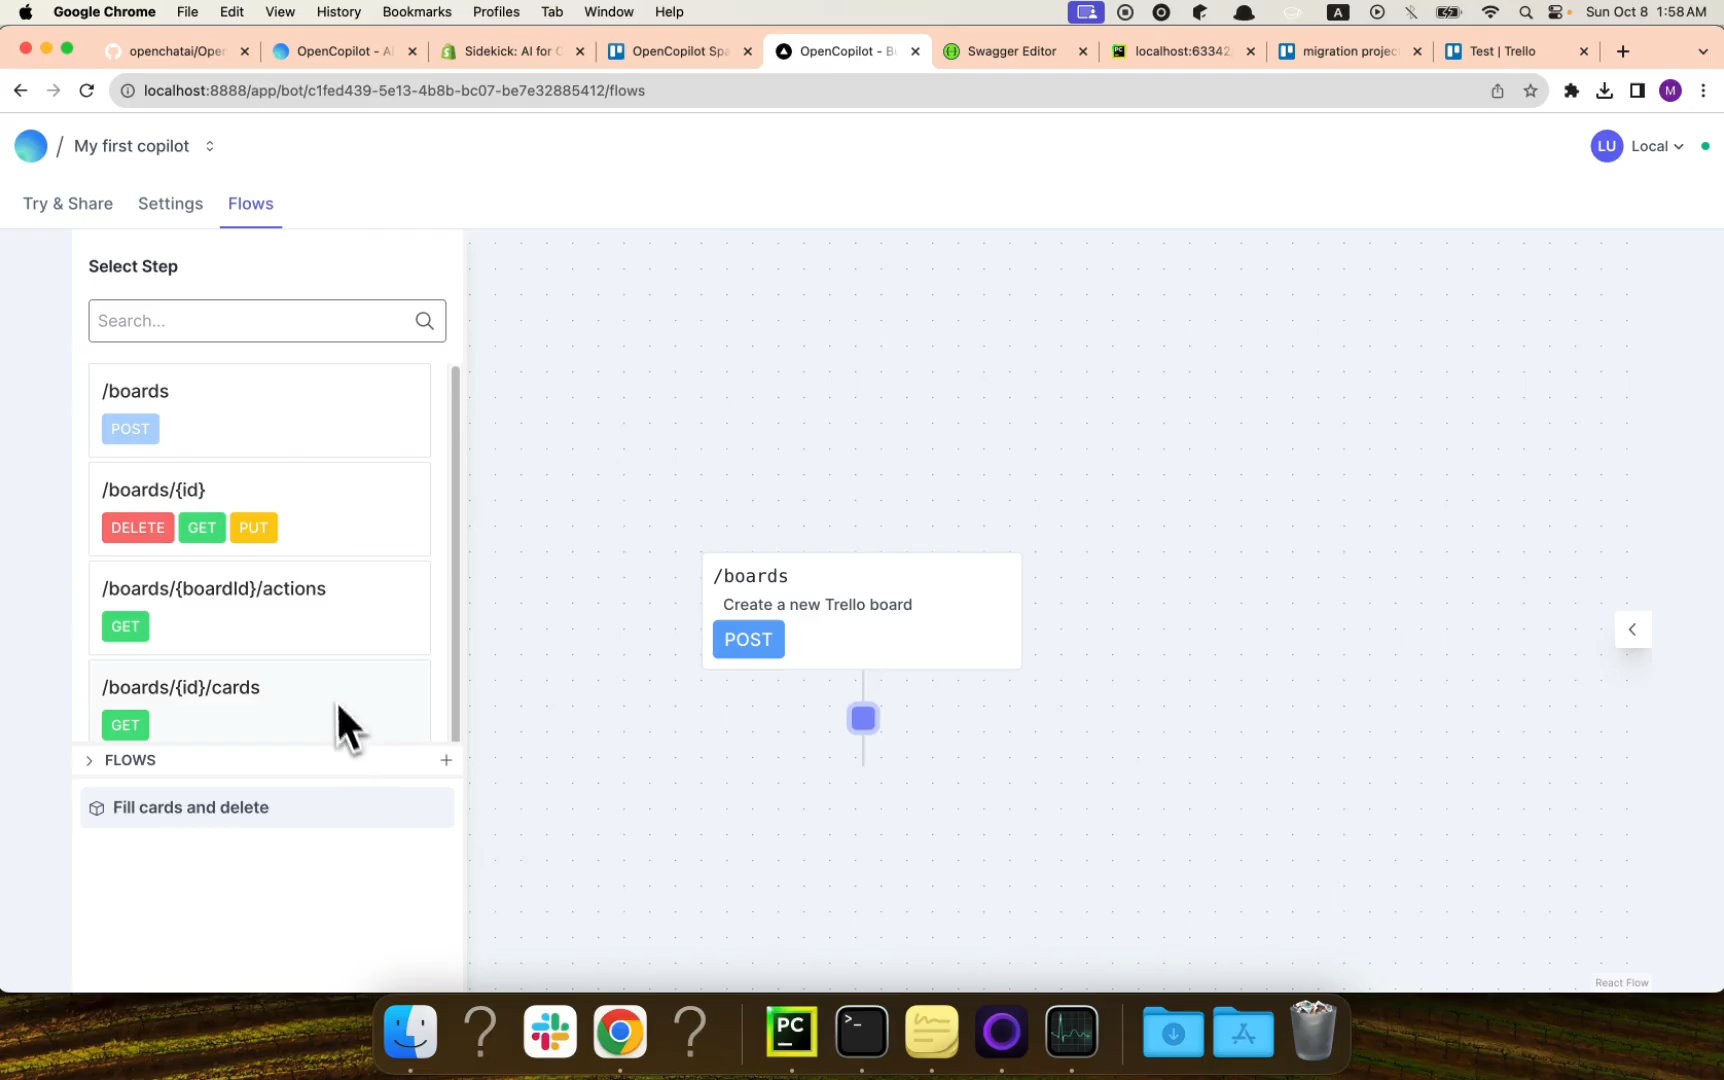 Google Chrome File Edit View History Bookmarks Profiles Tab Window Help A Sun Oct 8 1:58 AM
openchatai/Ope OpenCopilot - A Sidekick: AI for C OpenCopilot Spa OpenCopilot - B Swagger Editor localhost:63342 migration projec Test | Trello
localhost:8888/app/bot/c1fed439-5e13-4b8b-bc07-be7e32885412/flows M
/ My first copilot LU Local
Try & Share Settings Flows
Select Step
Search...
/boards
POST
/boards/{id}
DELETE GET PUT
/boards/{boardId}/actions
GET
/boards/{id}/cards
GET
FLOWS +
Fill cards and delete
/boards
Create a new Trello board
POST
React Flow
? ? PC